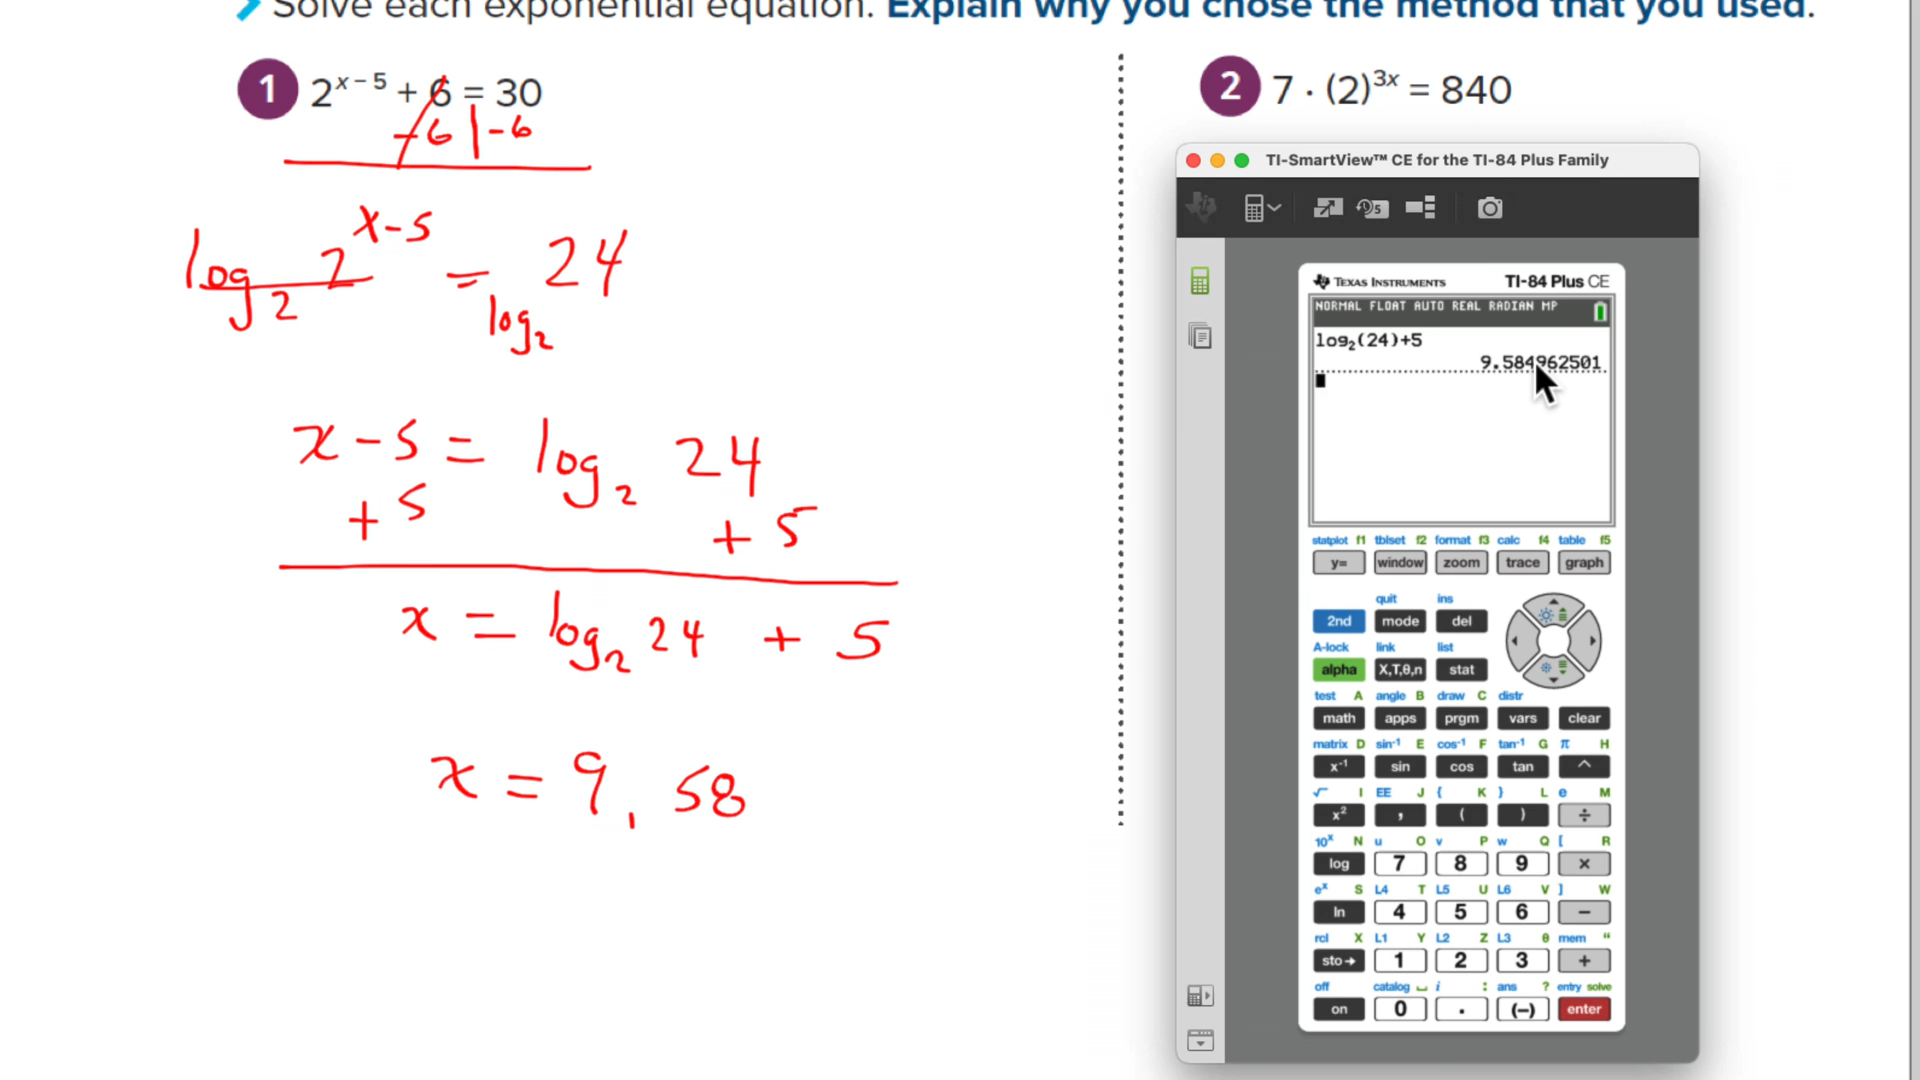 Solve each exponential equation. Explain why you chose the method that you used.
1 2^{x-5} + 6 = 30
-6 | -6
log_2 2^{x-5} = log_2 24
x-5 = log_2 24
+5 +5
x = log_2 24 + 5
x = 9.58
2 7 · (2)^{3x} = 840
TI-SmartView™ CE for the TI-84 Plus Family
TEXAS INSTRUMENTS TI-84 Plus CE
NORMAL FLOAT AUTO REAL RADIAN MP
log₂(24)+5
9.584962501
statplot f1 tblset f2 format f3 calc f4 table f5
y= window zoom trace graph
quit ins
2nd mode del
A-lock link list
alpha X,T,θ,n stat
test A angle B draw C distr
math apps prgm vars clear
matrix D sin⁻¹ E cos⁻¹ F tan⁻¹ G π H
x⁻¹ sin cos tan ^
√ I EE J { K } L e M
x² , ( ) ÷
10ˣ N u O v P w Q [ R
log 7 8 9 ×
eˣ S L4 T L5 U L6 V ] W
ln 4 5 6 −
rcl X L1 Y L2 Z L3 θ mem "
sto→ 1 2 3 +
off catalog ␣ i : ans ? entry solve
on 0 . (−) enter